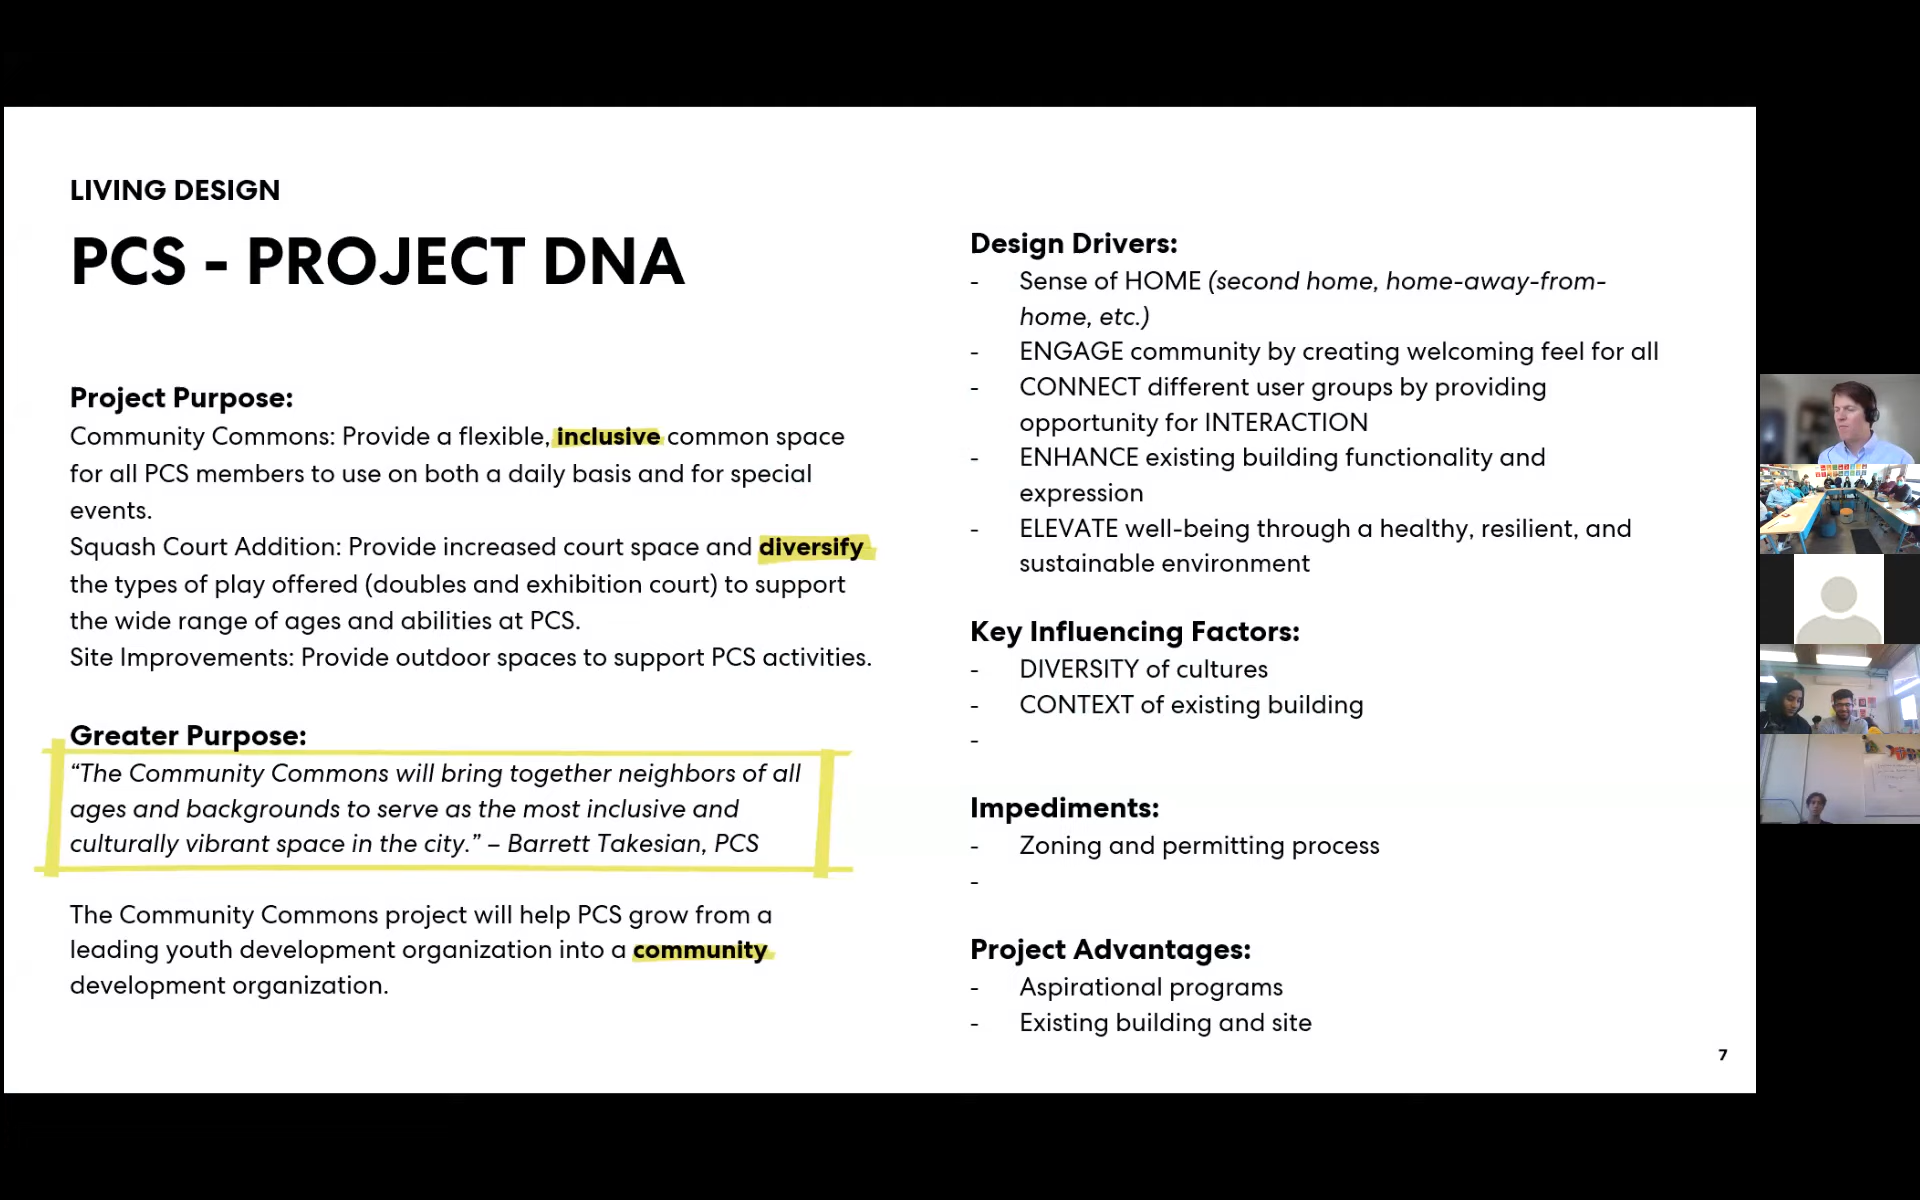 LIVING DESIGN
PCS - PROJECT DNA
Project Purpose:
Community Commons: Provide a flexible, inclusive common space
for all PCS members to use on both a daily basis and for special
events.
Squash Court Addition: Provide increased court space and diversify
the types of play offered (doubles and exhibition court) to support
the wide range of ages and abilities at PCS.
Site Improvements: Provide outdoor spaces to support PCS activities.
Greater Purpose:
“The Community Commons will bring together neighbors of all
ages and backgrounds to serve as the most inclusive and
culturally vibrant space in the city.” – Barrett Takesian, PCS
The Community Commons project will help PCS grow from a
leading youth development organization into a community
development organization.
Design Drivers:
- Sense of HOME (second home, home-away-from-
home, etc.)
- ENGAGE community by creating welcoming feel for all
- CONNECT different user groups by providing
opportunity for INTERACTION
- ENHANCE existing building functionality and
expression
- ELEVATE well-being through a healthy, resilient, and
sustainable environment
Key Influencing Factors:
- DIVERSITY of cultures
- CONTEXT of existing building
-
Impediments:
- Zoning and permitting process
-
Project Advantages:
- Aspirational programs
- Existing building and site
7